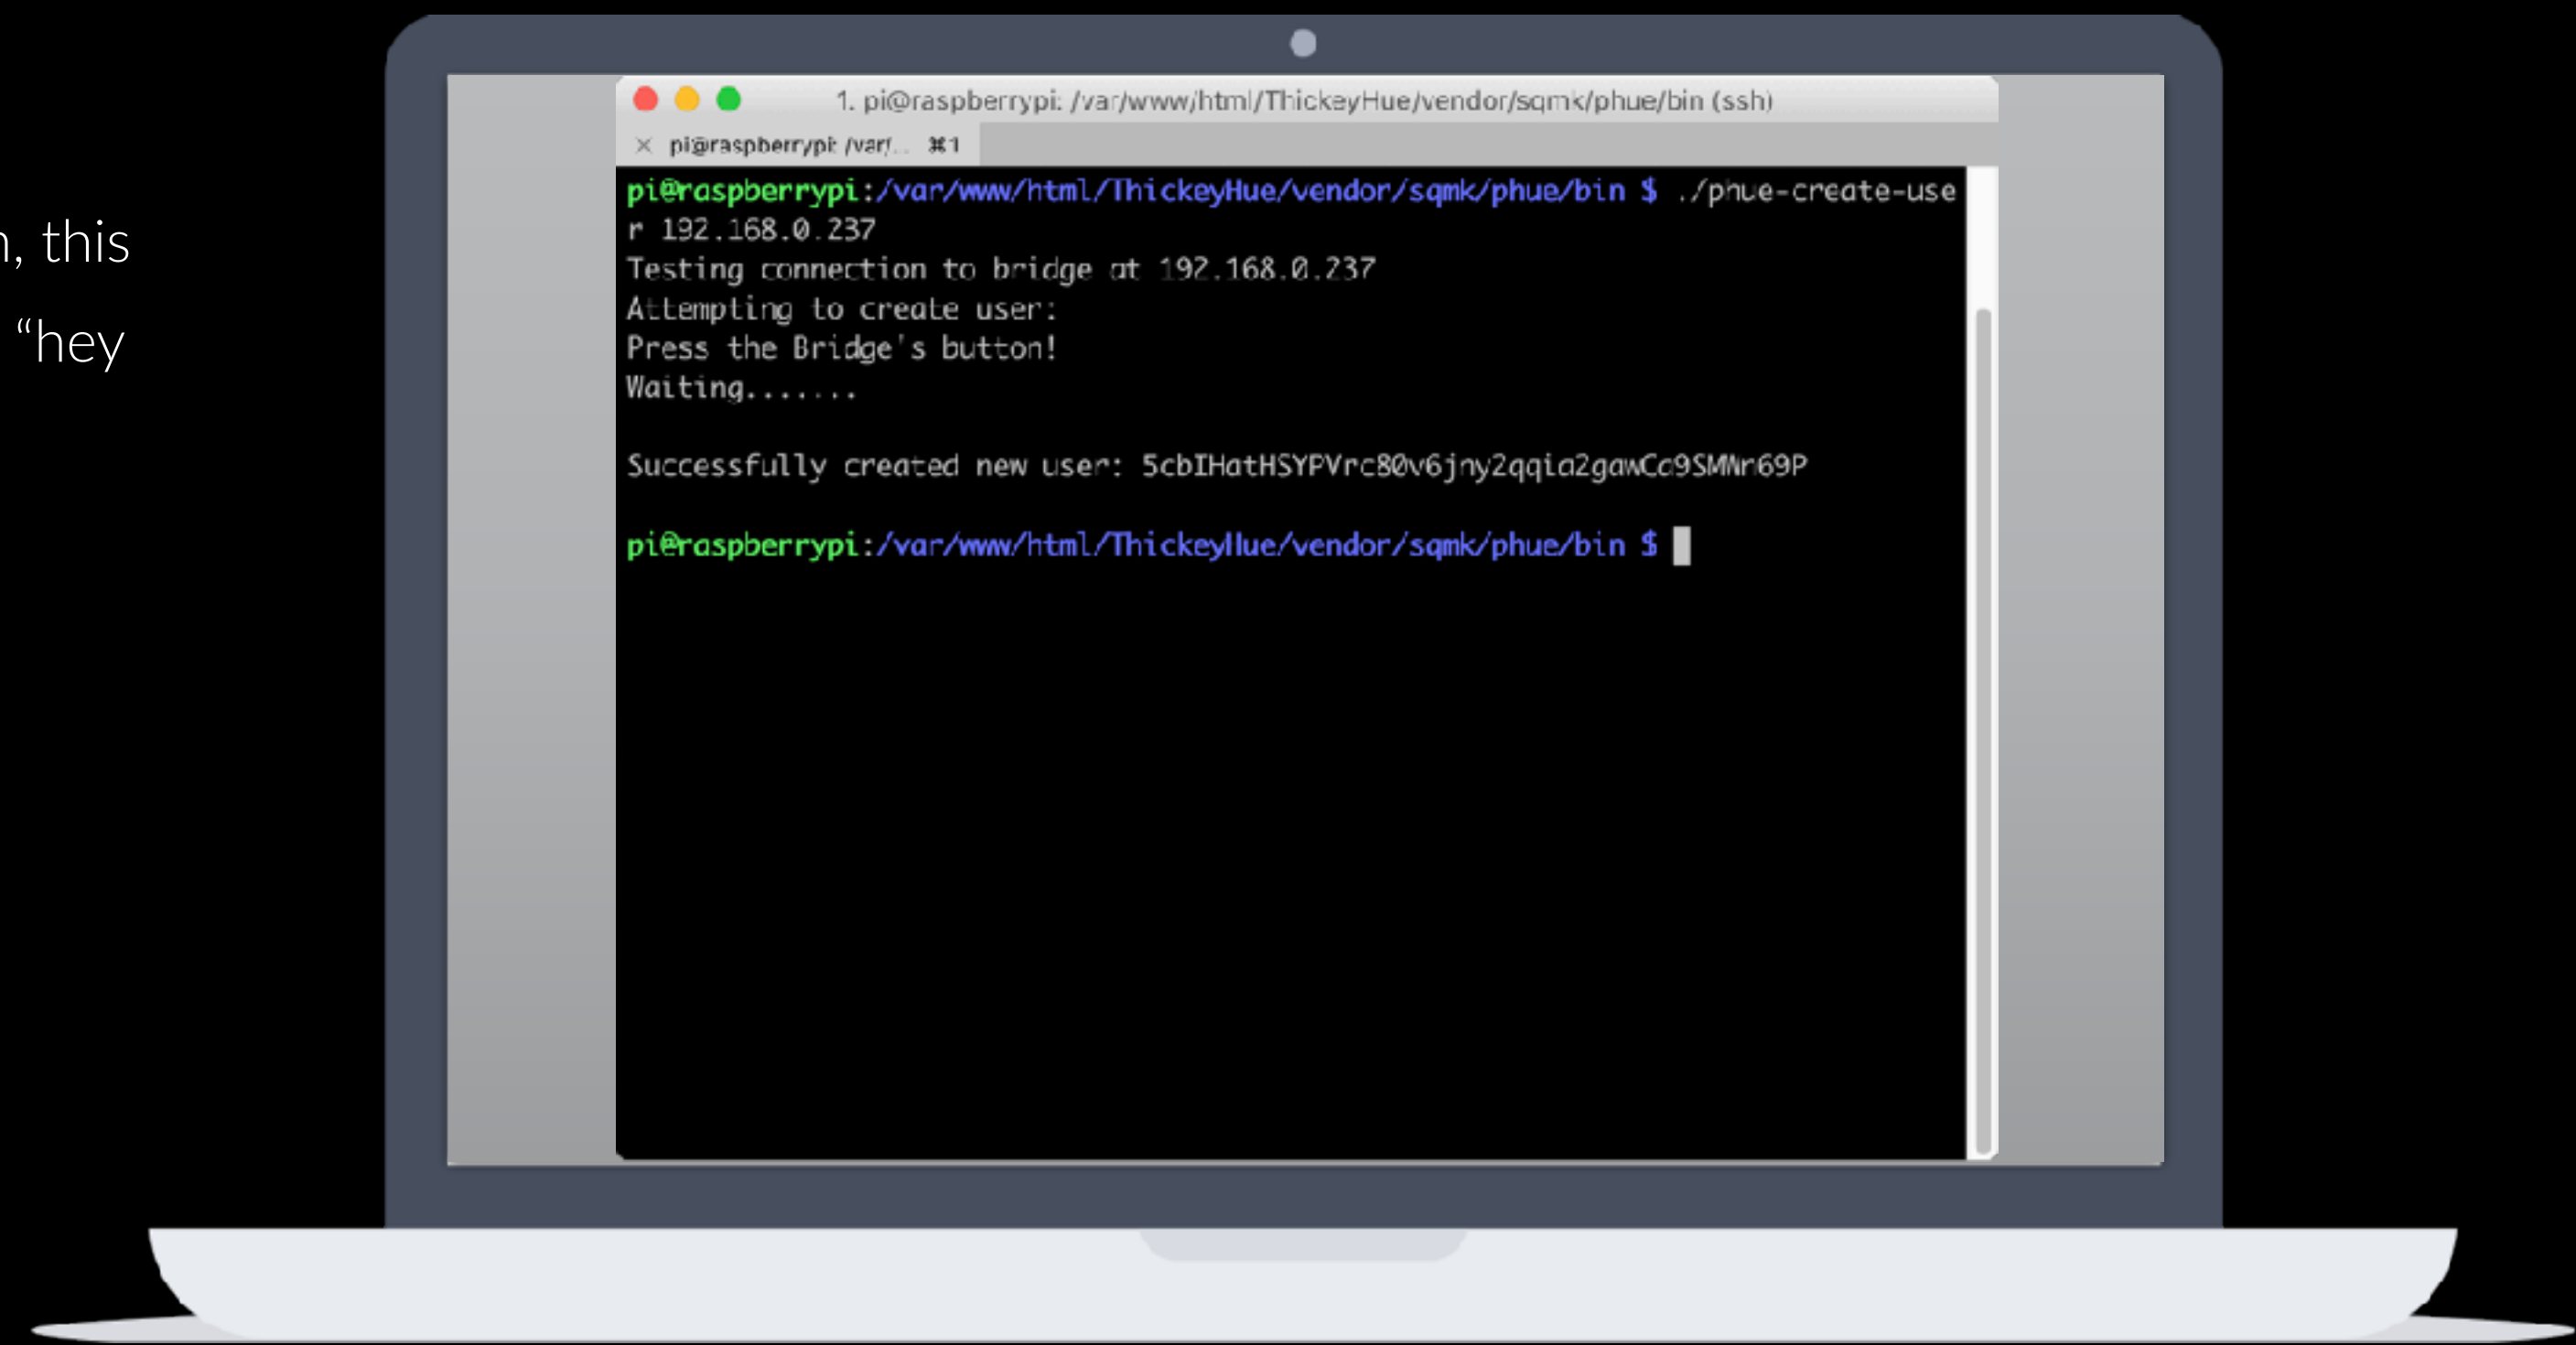 n, this
“hey
1. pi@raspberrypi: /var/www/html/ThickeyHue/vendor/sqmk/phue/bin (ssh)
× pi@raspberrypi: /var/... ⌘1
pi@raspberrypi:/var/www/html/ThickeyHue/vendor/sqmk/phue/bin $ ./phue-create-use
r 192.168.0.237
Testing connection to bridge at 192.168.0.237
Attempting to create user:
Press the Bridge's button!
Waiting.......
Successfully created new user: 5cbIHatHSYPVrc80v6jny2qqia2gawCa9SMWr69P
pi@raspberrypi:/var/www/html/ThickeyHue/vendor/sqmk/phue/bin $